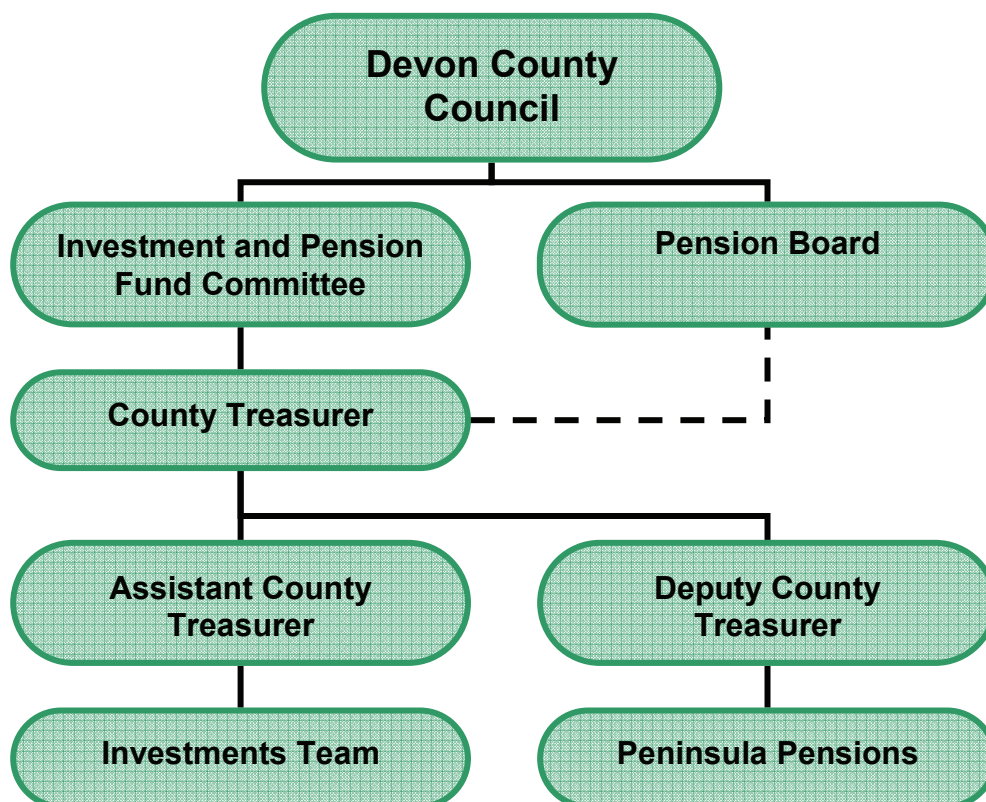 Devon County
Council
Investment and Pension
Fund Committee
Pension Board
County Treasurer
Assistant County
Treasurer
Deputy County
Treasurer
Investments Team
Peninsula Pensions